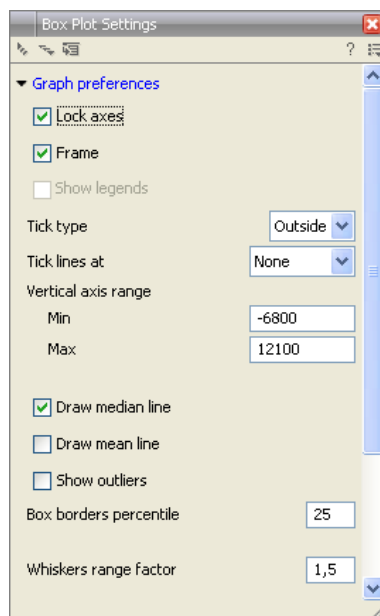 Box Plot Settings
?
Graph preferences
Lock axes
Frame
Show legends
Tick type Outside
Tick lines at None
Vertical axis range
Min -6800
Max 12100
Draw median line
Draw mean line
Show outliers
Box borders percentile 25
Whiskers range factor 1,5